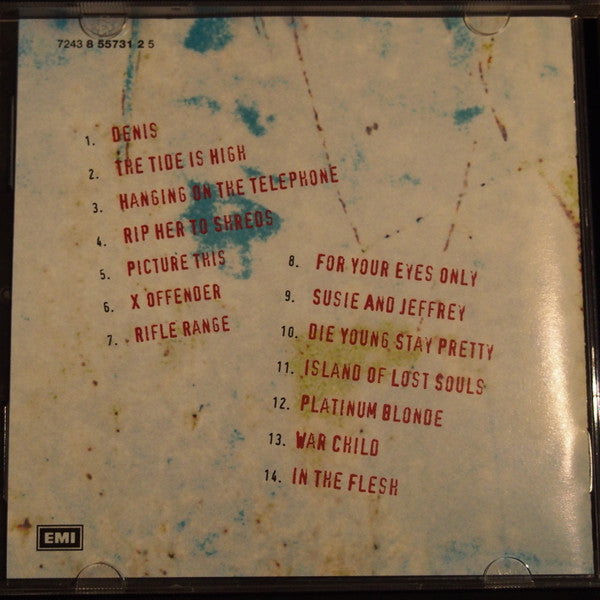 7243 8 55731 2 5
1. DENIS
2. THE TIDE IS HIGH
3. HANGING ON THE TELEPHONE
4. RIP HER TO SHREDS
5. PICTURE THIS
6. X OFFENDER
7. RIFLE RANGE
8. FOR YOUR EYES ONLY
9. SUSIE AND JEFFREY
10. DIE YOUNG STAY PRETTY
11. ISLAND OF LOST SOULS
12. PLATINUM BLONDE
13. WAR CHILD
14. IN THE FLESH
EMI